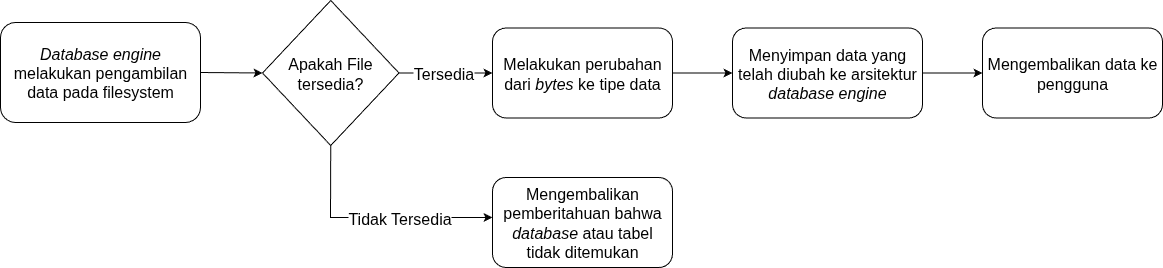 Database engine
melakukan pengambilan
data pada filesystem
Apakah File
tersedia?
Tersedia
Melakukan perubahan
dari bytes ke tipe data
Menyimpan data yang
telah diubah ke arsitektur
database engine
Mengembalikan data ke
pengguna
Tidak Tersedia
Mengembalikan
pemberitahuan bahwa
database atau tabel
tidak ditemukan